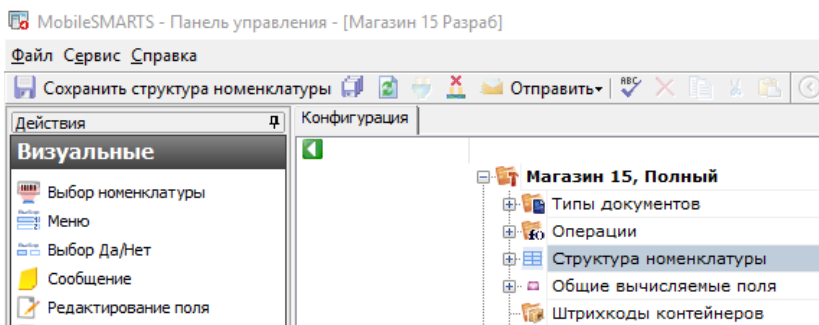 MobileSMARTS - Панель управления - [Магазин 15 Разраб]
Файл Сервис Справка
Сохранить структура номенклатуры Отправить ABC
Действия
Конфигурация
Визуальные
Выбор номенклатуры
Меню
Выбор Да/Нет
Сообщение
Редактирование поля
Магазин 15, Полный
Типы документов
Операции
Структура номенклатуры
Общие вычисляемые поля
Штрихкоды контейнеров